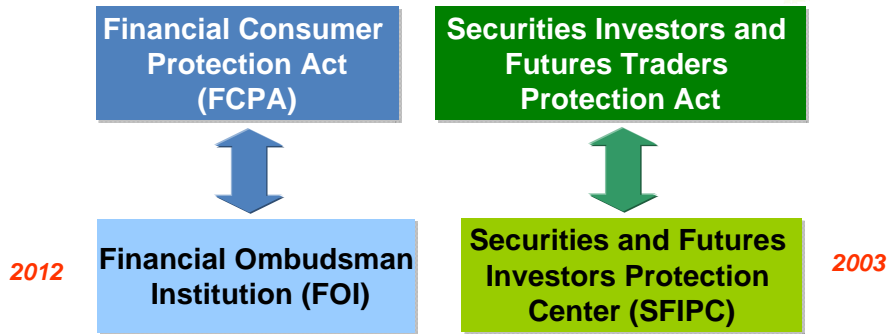 Financial Consumer
Protection Act
(FCPA)
Securities Investors and
Futures Traders
Protection Act
2012
Financial Ombudsman
Institution (FOI)
Securities and Futures
Investors Protection
Center (SFIPC)
2003